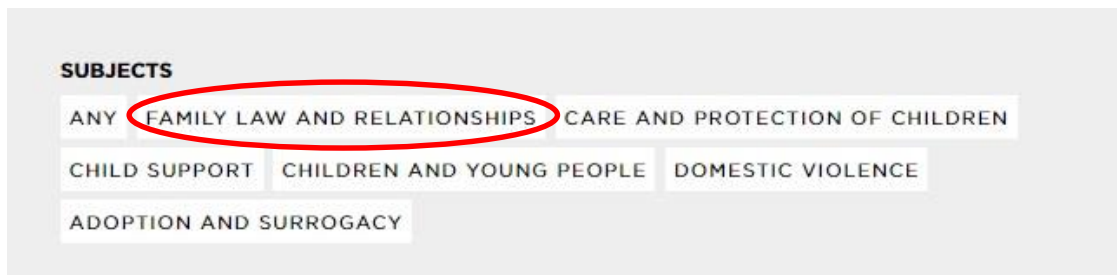 SUBJECTS
ANY FAMILY LAW AND RELATIONSHIPS CARE AND PROTECTION OF CHILDREN
CHILD SUPPORT CHILDREN AND YOUNG PEOPLE DOMESTIC VIOLENCE
ADOPTION AND SURROGACY